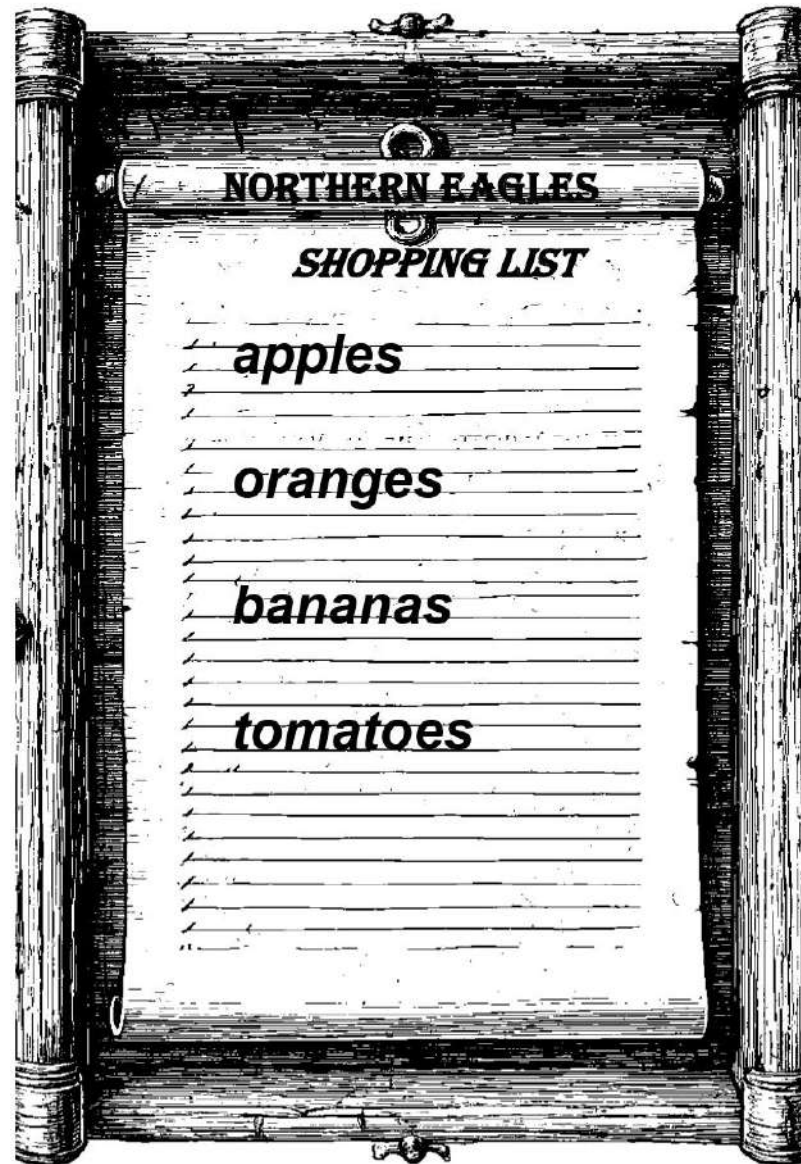 NORTHERN EAGLES
SHOPPING LIST
apples
oranges
bananas
tomatoes